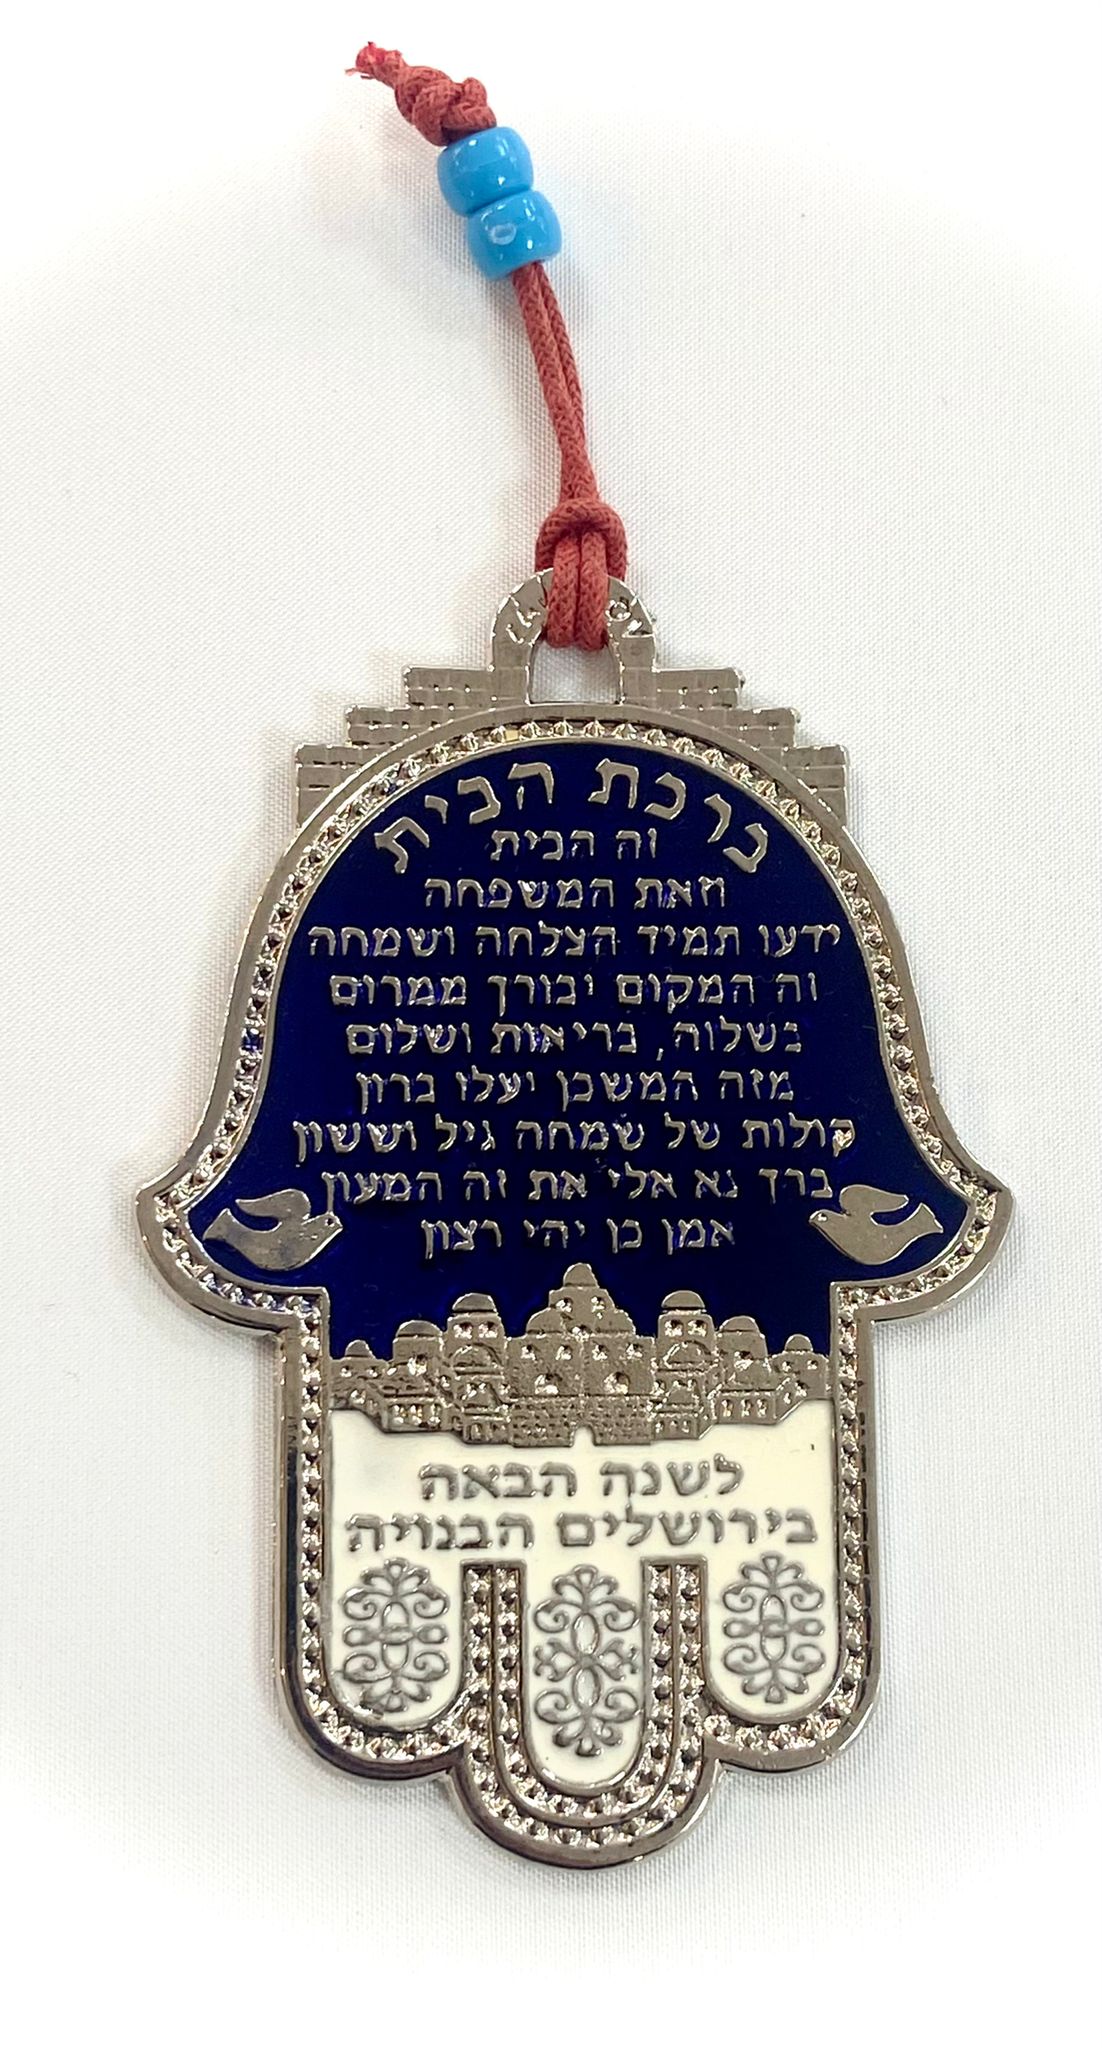 ברכת הבית
זה הבית
וזאת המשפחה
ידעו תמיד הצלחה ושמחה
זה המקום יבורך ממרום
בשלוה, בריאות ושלום
מזה המשכן יעלו ברון
קולות של שמחה גיל וששון
ברך נא אלי את זה המעון
אמן כן יהי רצון
לשנה הבאה
בירושלים הבנויה